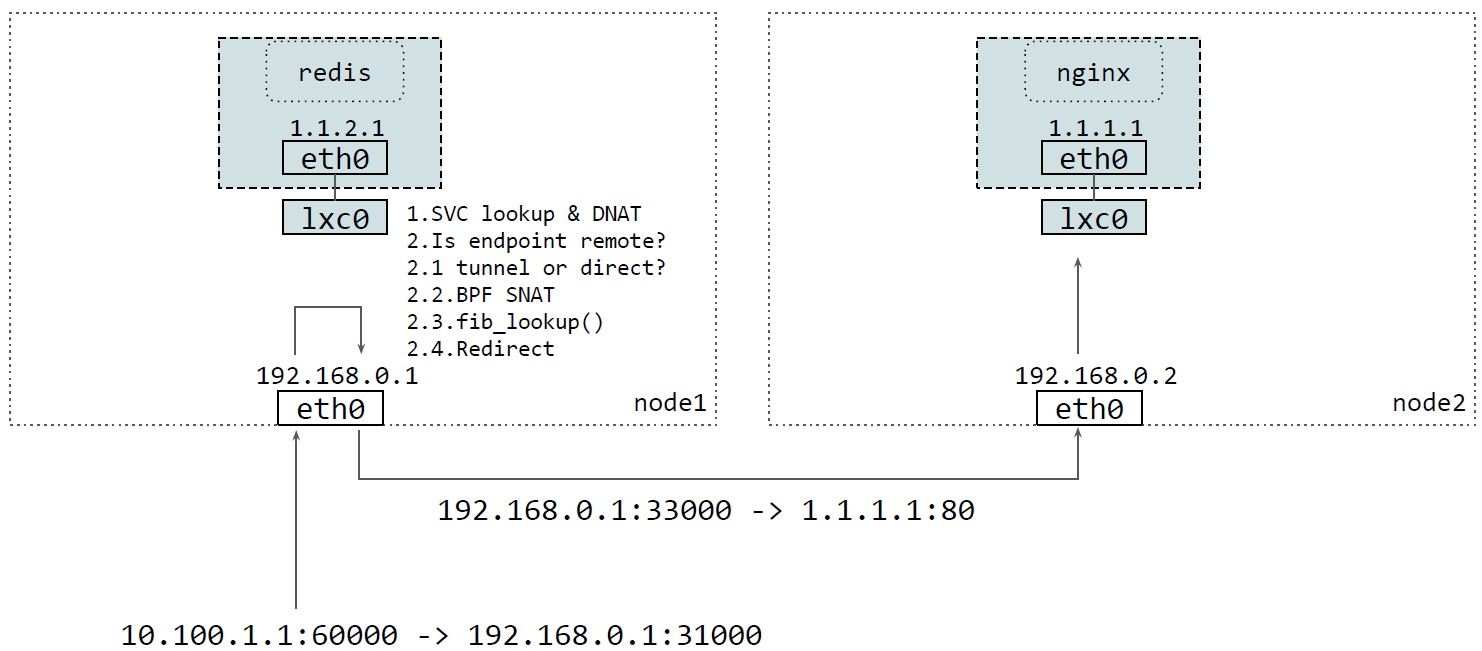 redis
1.1.2.1
eth0
lxc0
1.SVC lookup & DNAT
2.Is endpoint remote?
2.1 tunnel or direct?
2.2.BPF SNAT
2.3.fib_lookup()
2.4.Redirect
192.168.0.1
eth0
node1
nginx
1.1.1.1
eth0
lxc0
192.168.0.2
eth0
node2
192.168.0.1:33000 -> 1.1.1.1:80
10.100.1.1:60000 -> 192.168.0.1:31000